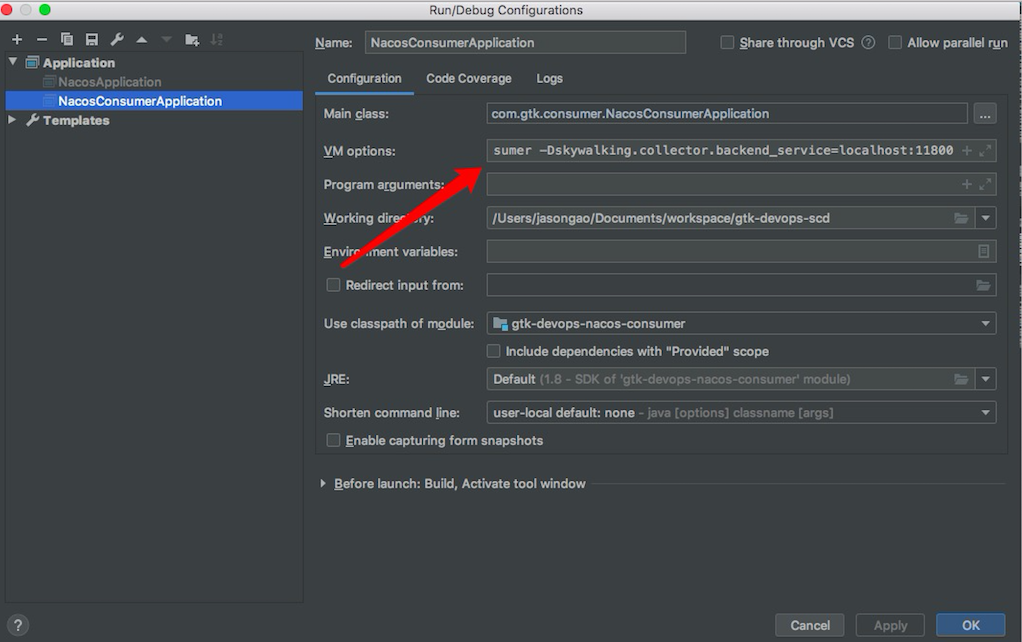 Run/Debug Configurations
Application
NacosApplication
NacosConsumerApplication
Templates
Name: NacosConsumerApplication
Share through VCS ? Allow parallel run
Configuration Code Coverage Logs
Main class: com.gtk.consumer.NacosConsumerApplication ...
VM options: sumer -Dskywalking.collector.backend_service=localhost:11800
Program arguments:
Working directory: /Users/jasongao/Documents/workspace/gtk-devops-scd
Environment variables:
Redirect input from:
Use classpath of module: gtk-devops-nacos-consumer
Include dependencies with "Provided" scope
JRE: Default (1.8 - SDK of 'gtk-devops-nacos-consumer' module)
Shorten command line: user-local default: none - java [options] classname [args]
Enable capturing form snapshots
Before launch: Build, Activate tool window
? Cancel Apply OK